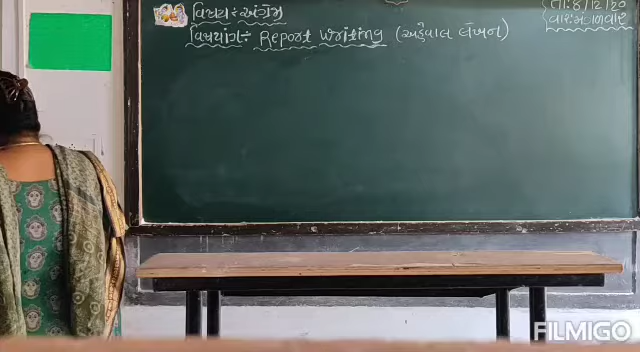 વિષય : અંગ્રેજી
વિષયાંગ : Report Writing (અહેવાલ લેખન)
તા : 8/12/20
વાર : મંગળવાર
FILMIGO